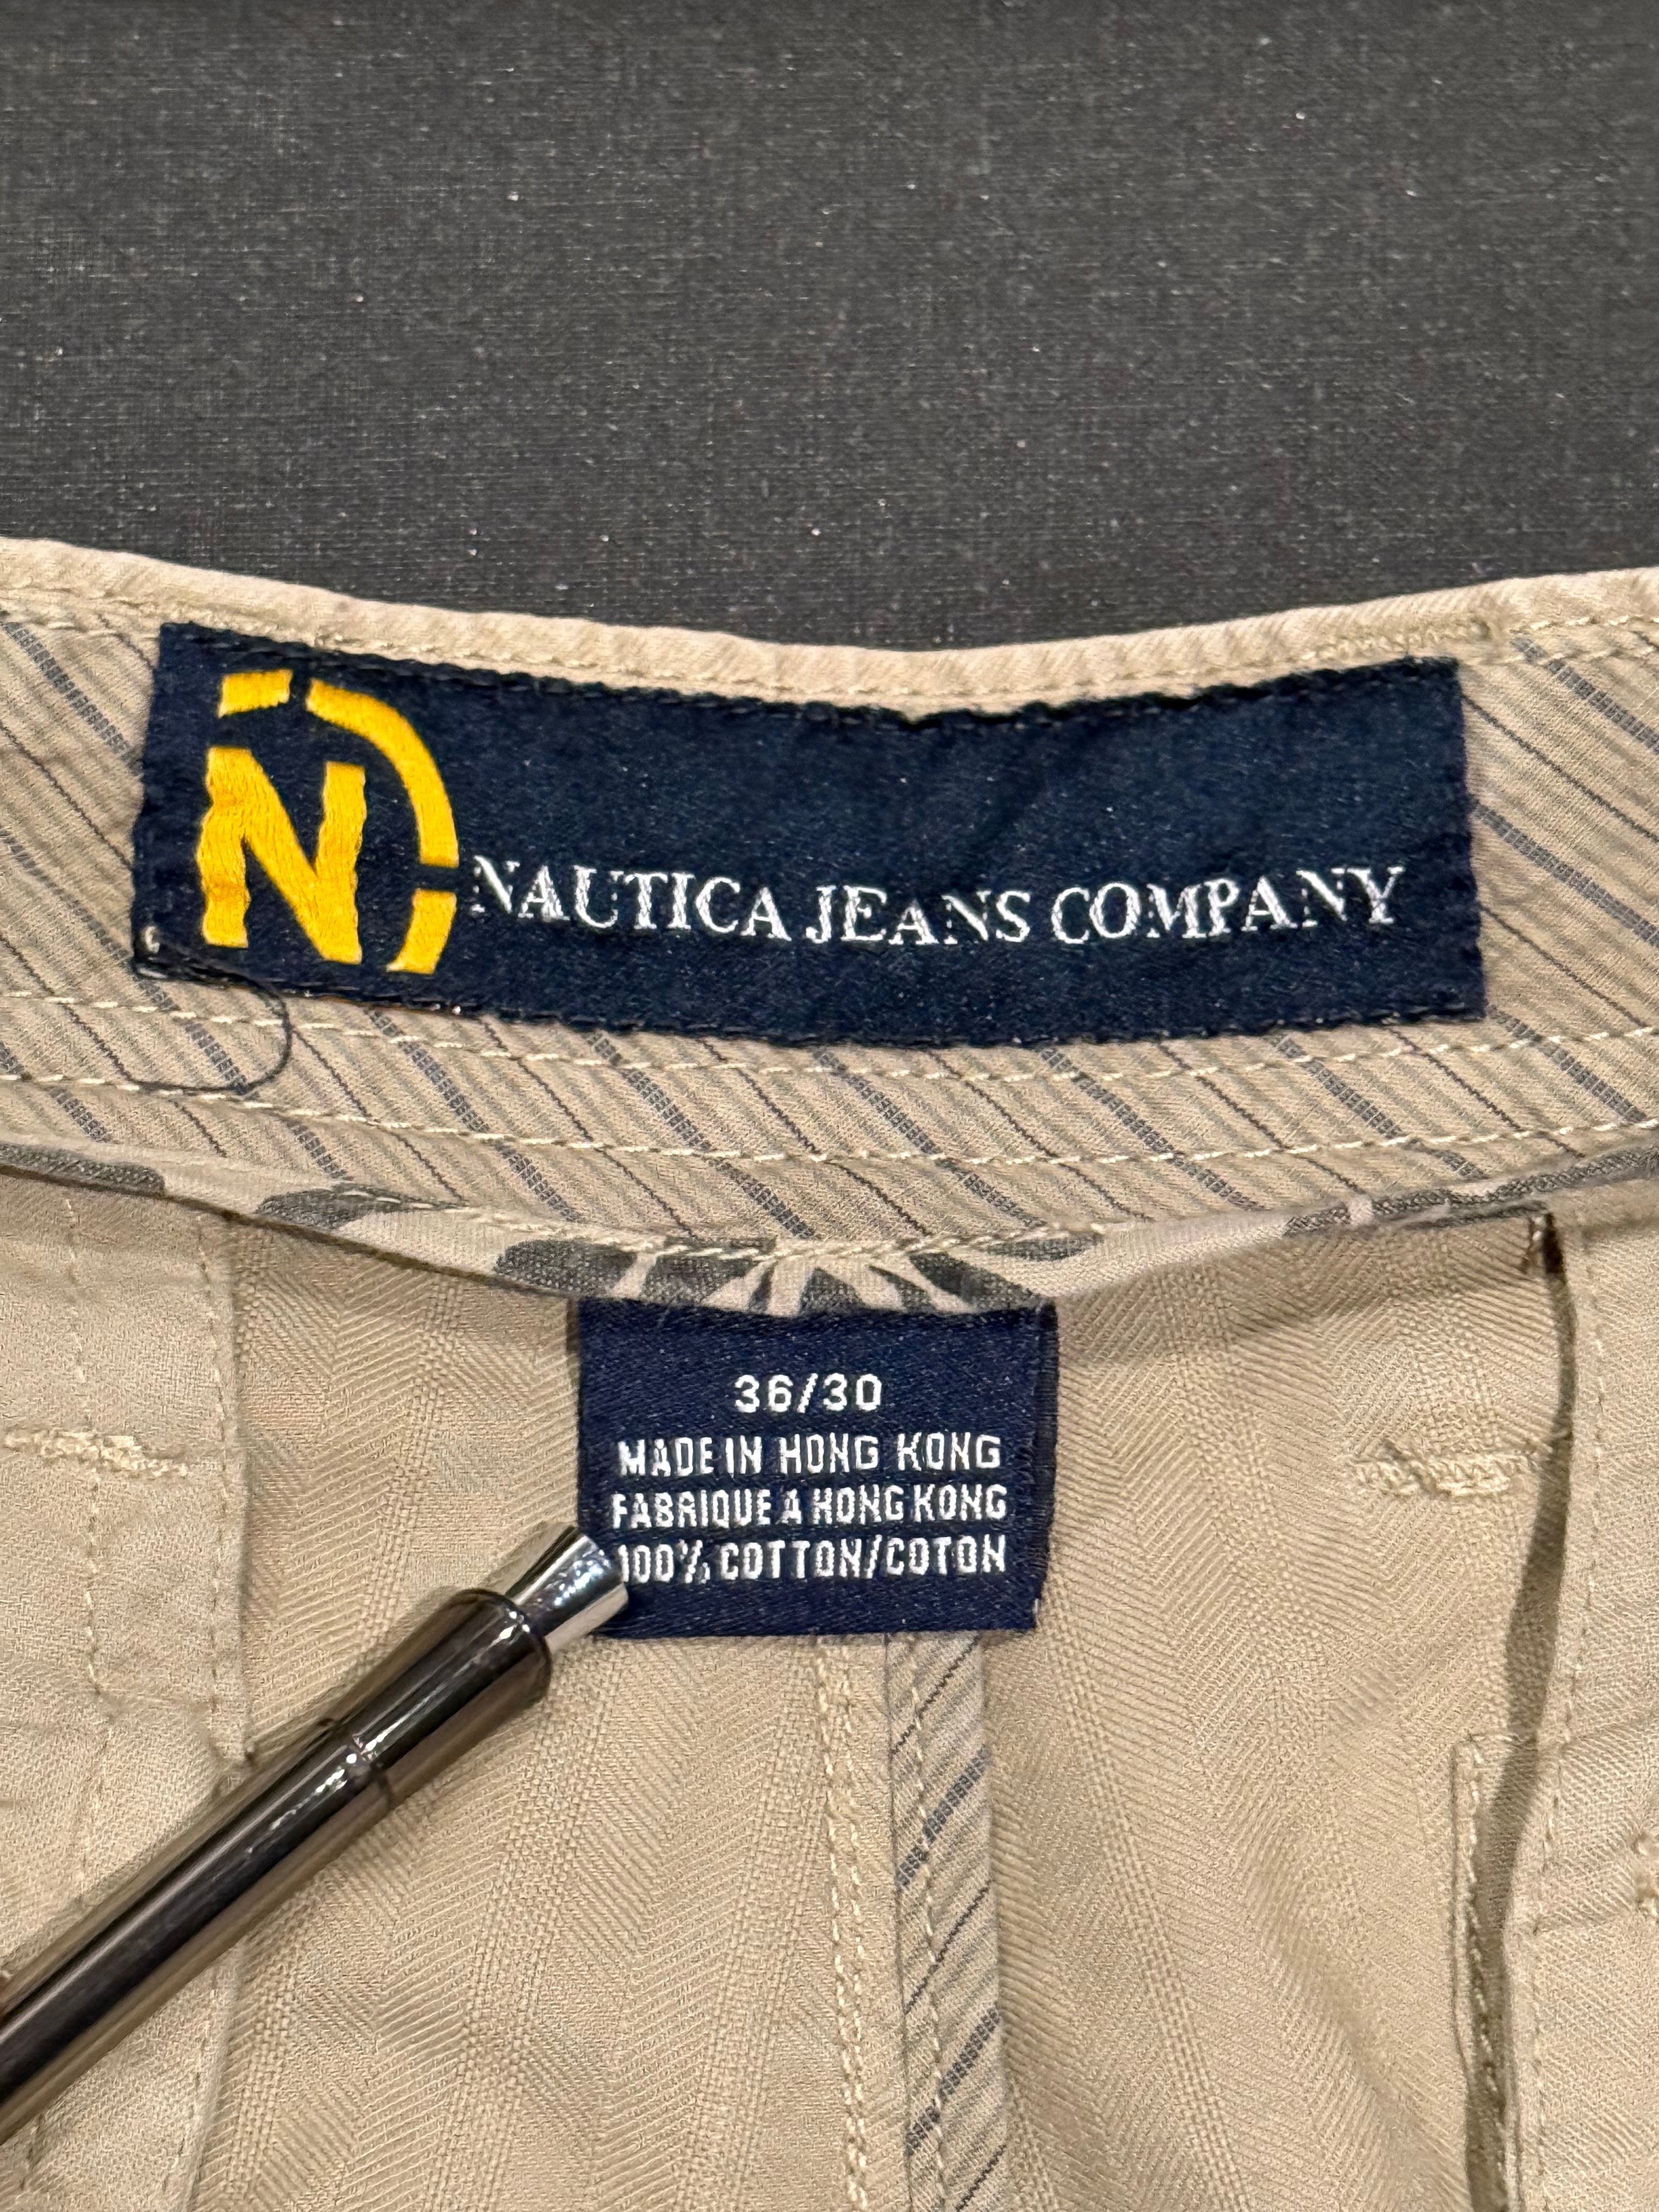 N
NAUTICA JEANS COMPANY
36/30
MADE IN HONG KONG
FABRIQUE A HONG KONG
100% COTTON/COTON